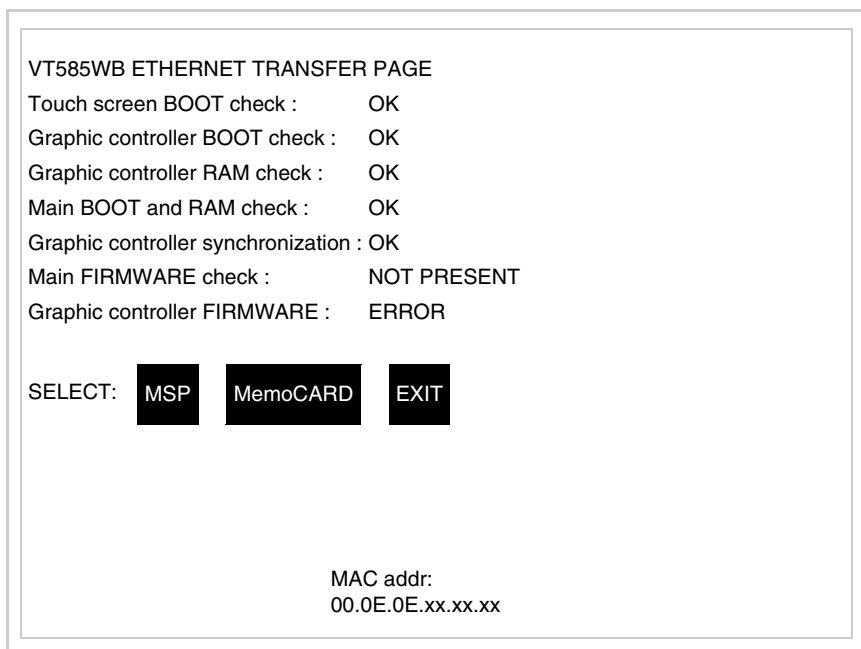 VT585WB ETHERNET TRANSFER PAGE
Touch screen BOOT check : OK
Graphic controller BOOT check : OK
Graphic controller RAM check : OK
Main BOOT and RAM check : OK
Graphic controller synchronization : OK
Main FIRMWARE check : NOT PRESENT
Graphic controller FIRMWARE : ERROR
SELECT: MSP MemoCARD EXIT
MAC addr:
00.0E.0E.xx.xx.xx